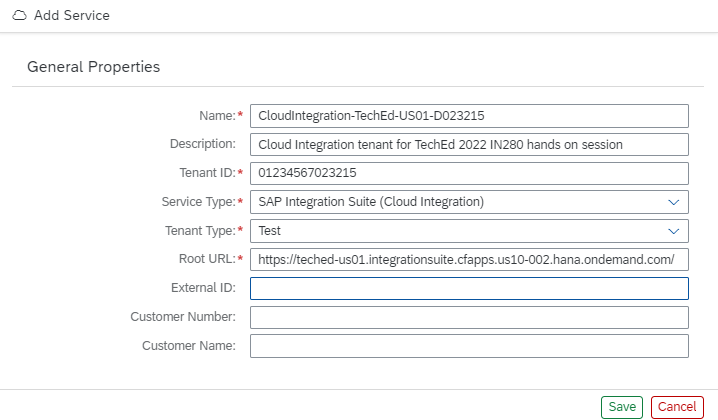 Add Service
General Properties
Name:* CloudIntegration-TechEd-US01-D023215
Description: Cloud Integration tenant for TechEd 2022 IN280 hands on session
Tenant ID:* 01234567023215
Service Type:* SAP Integration Suite (Cloud Integration)
Tenant Type:* Test
Root URL:* https://teched-us01.integrationsuite.cfapps.us10-002.hana.ondemand.com/
External ID:
Customer Number:
Customer Name:
Save Cancel